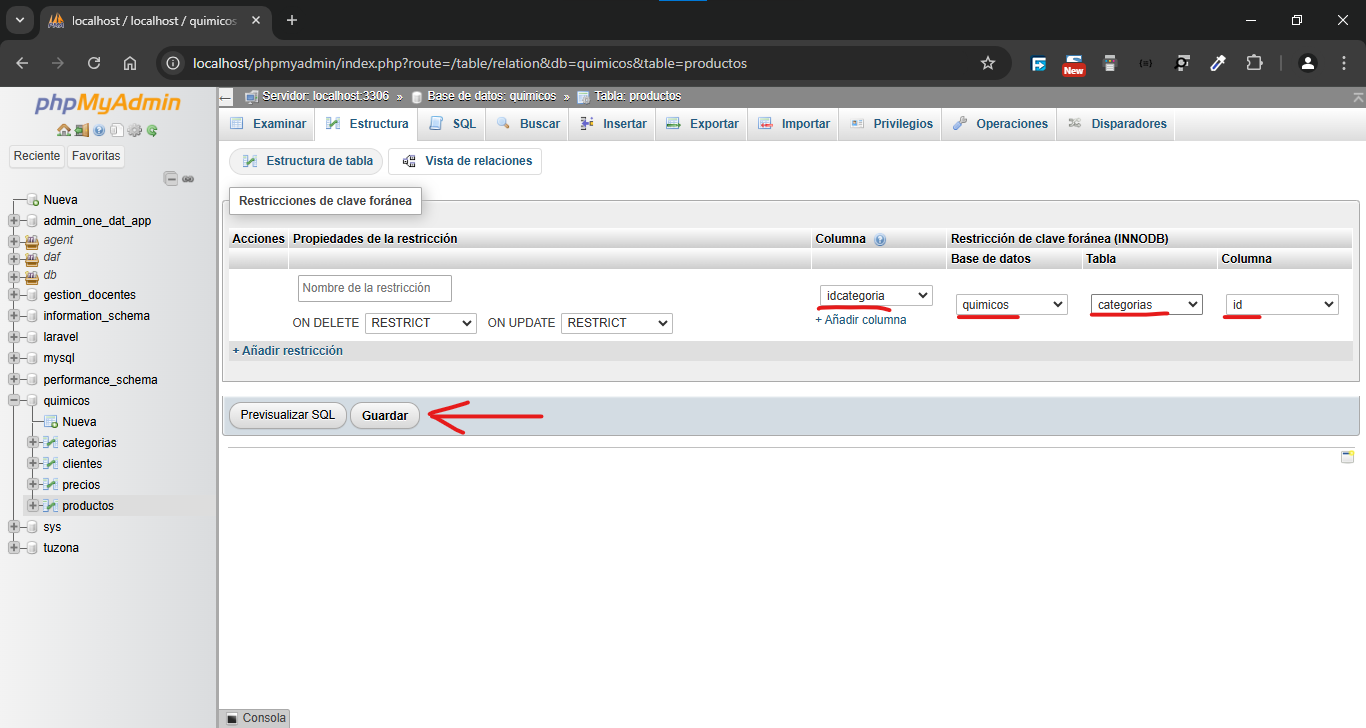 localhost / localhost / quimicos
localhost/phpmyadmin/index.php?route=/table/relation&db=quimicos&table=productos
New
phpMyAdmin
Reciente Favoritas
Nueva
admin_one_dat_app
agent
daf
db
gestion_docentes
information_schema
laravel
mysql
performance_schema
quimicos
Nueva
categorias
clientes
precios
productos
sys
tuzona
Servidor: localhost:3306 » Base de datos: quimicos » Tabla: productos
Examinar Estructura SQL Buscar Insertar Exportar Importar Privilegios Operaciones Disparadores
Estructura de tabla Vista de relaciones
Restricciones de clave foránea
Acciones Propiedades de la restricción Columna Restricción de clave foránea (INNODB)
Base de datos Tabla Columna
Nombre de la restricción idcategoria quimicos categorias id
ON DELETE RESTRICT ON UPDATE RESTRICT + Añadir columna
+ Añadir restricción
Previsualizar SQL Guardar
Consola